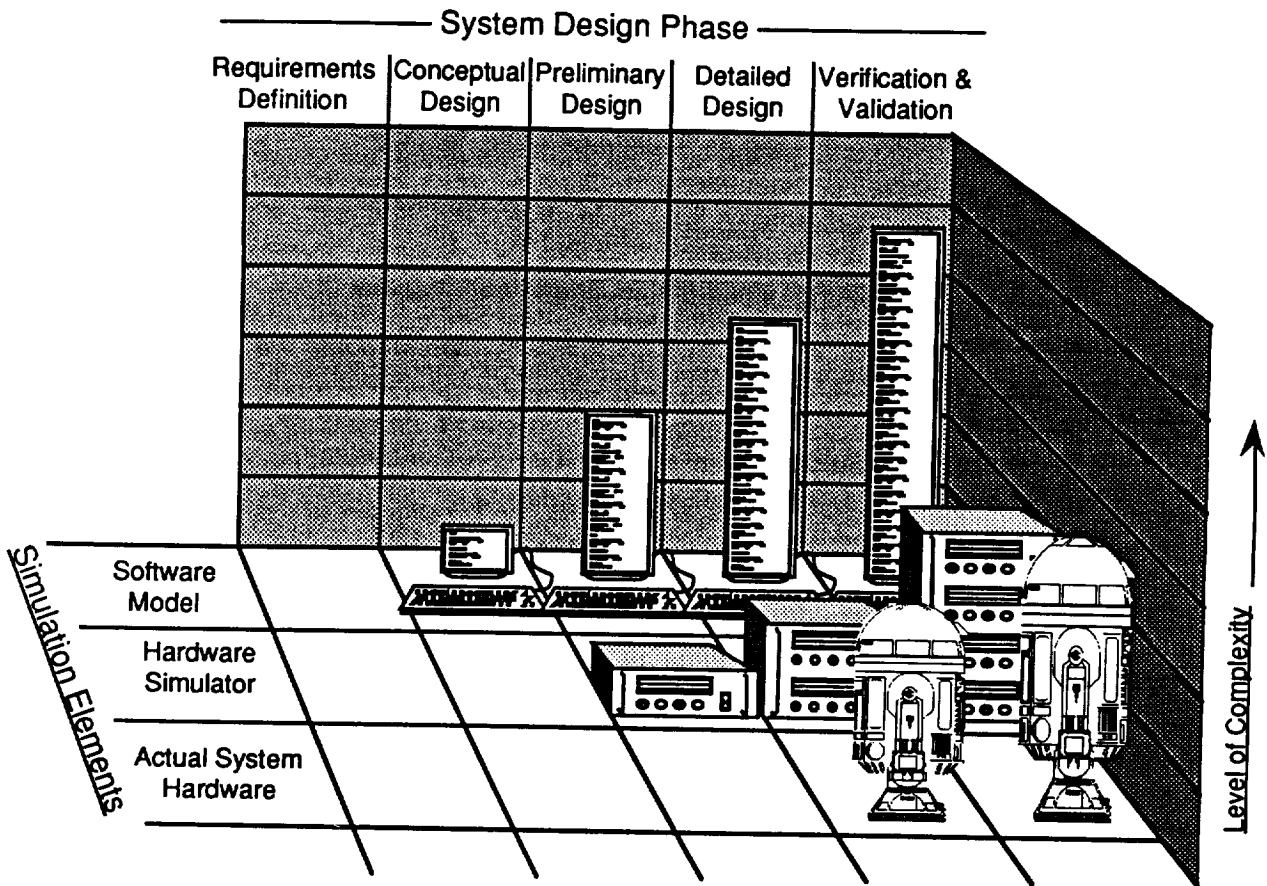 System Design Phase
Requirements Definition
Conceptual Design
Preliminary Design
Detailed Design
Verification & Validation
Simulation Elements
Software
Model
Hardware
Simulator
Actual System
Hardware
Level of Complexity